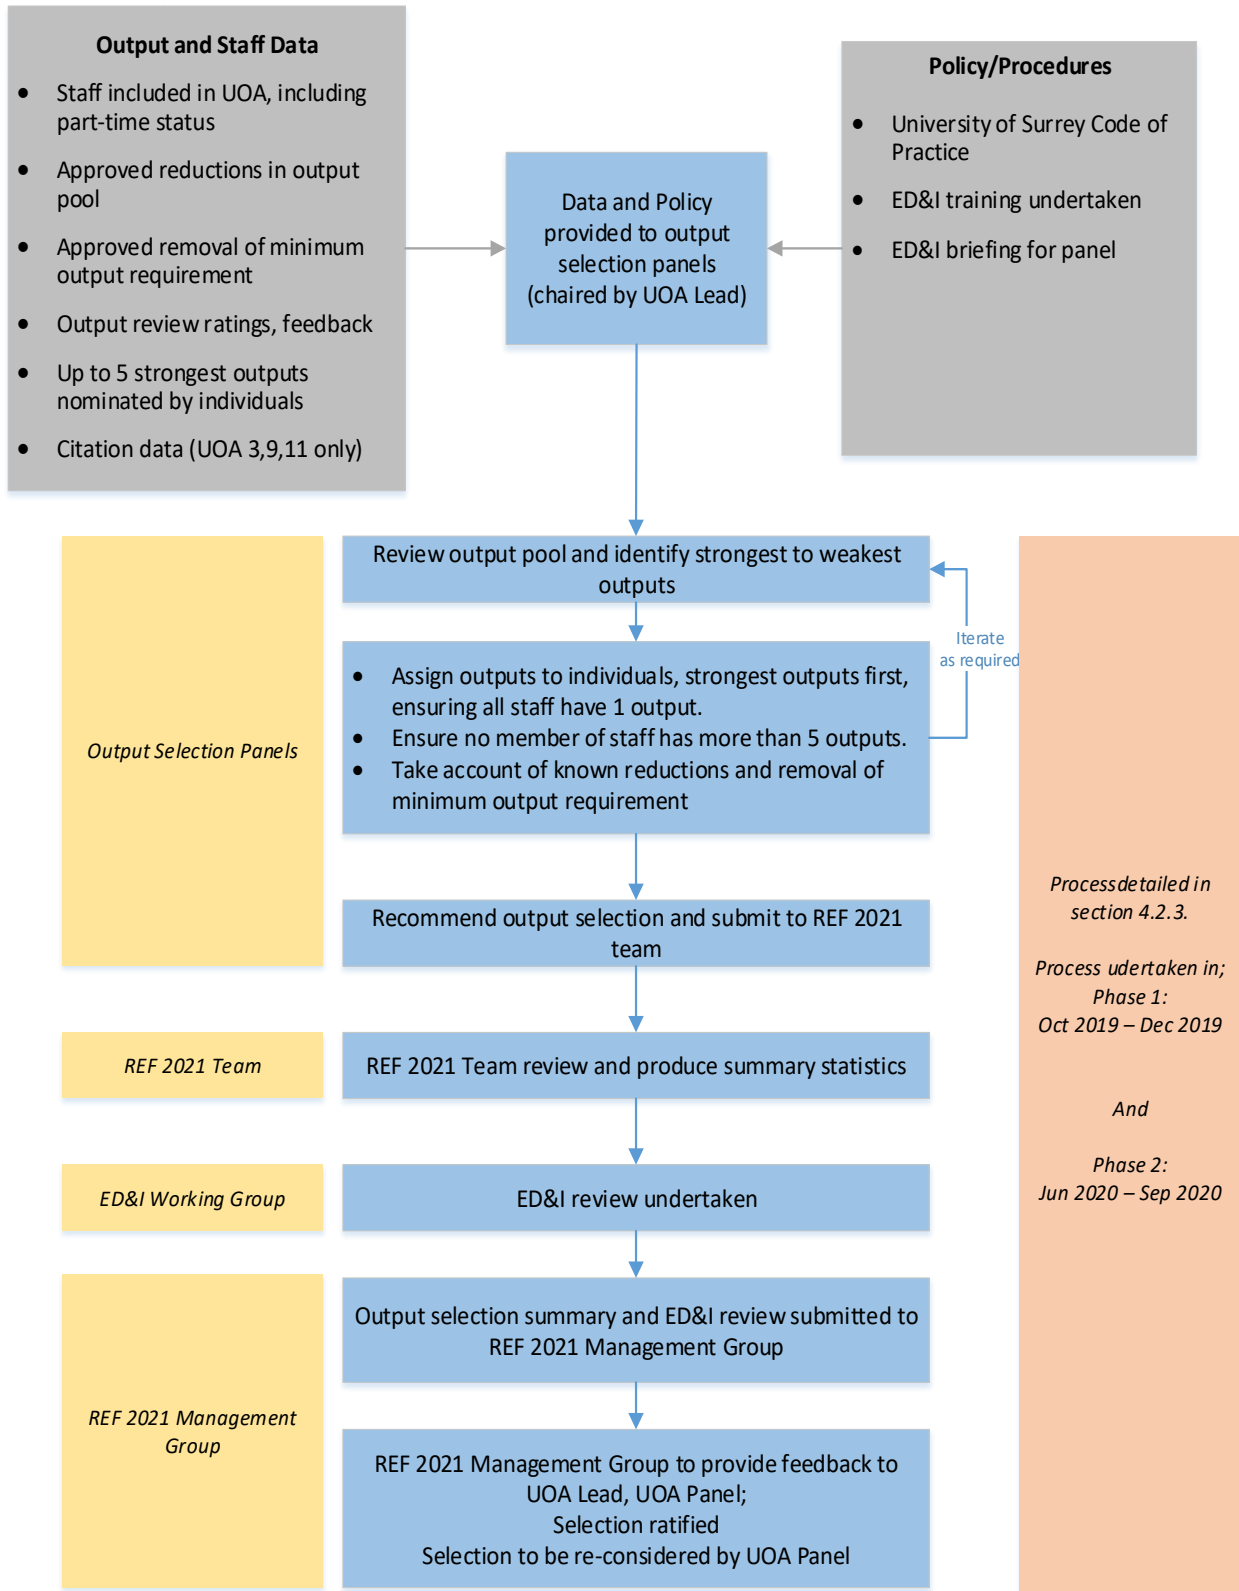 Output and Staff Data
• Staff included in UOA, including
part-time status
• Approved reductions in output
pool
• Approved removal of minimum
output requirement
• Output review ratings, feedback
• Up to 5 strongest outputs
nominated by individuals
• Citation data (UOA 3,9,11 only)
Data and Policy
provided to output
selection panels
(chaired by UOA Lead)
Policy/Procedures
• University of Surrey Code of
Practice
• ED&I training undertaken
• ED&I briefing for panel
Output Selection Panels
Review output pool and identify strongest to weakest
outputs
Iterate
as required
• Assign outputs to individuals, strongest outputs first,
ensuring all staff have 1 output.
• Ensure no member of staff has more than 5 outputs.
• Take account of known reductions and removal of
minimum output requirement
Recommend output selection and submit to REF 2021
team
REF 2021 Team
REF 2021 Team review and produce summary statistics
ED&I Working Group
ED&I review undertaken
REF 2021 Management
Group
Output selection summary and ED&I review submitted to
REF 2021 Management Group
REF 2021 Management Group to provide feedback to
UOA Lead, UOA Panel;
Selection ratified
Selection to be re-considered by UOA Panel
Processdetailed in
section 4.2.3.
Process udertaken in;
Phase 1:
Oct 2019 – Dec 2019
And
Phase 2:
Jun 2020 – Sep 2020